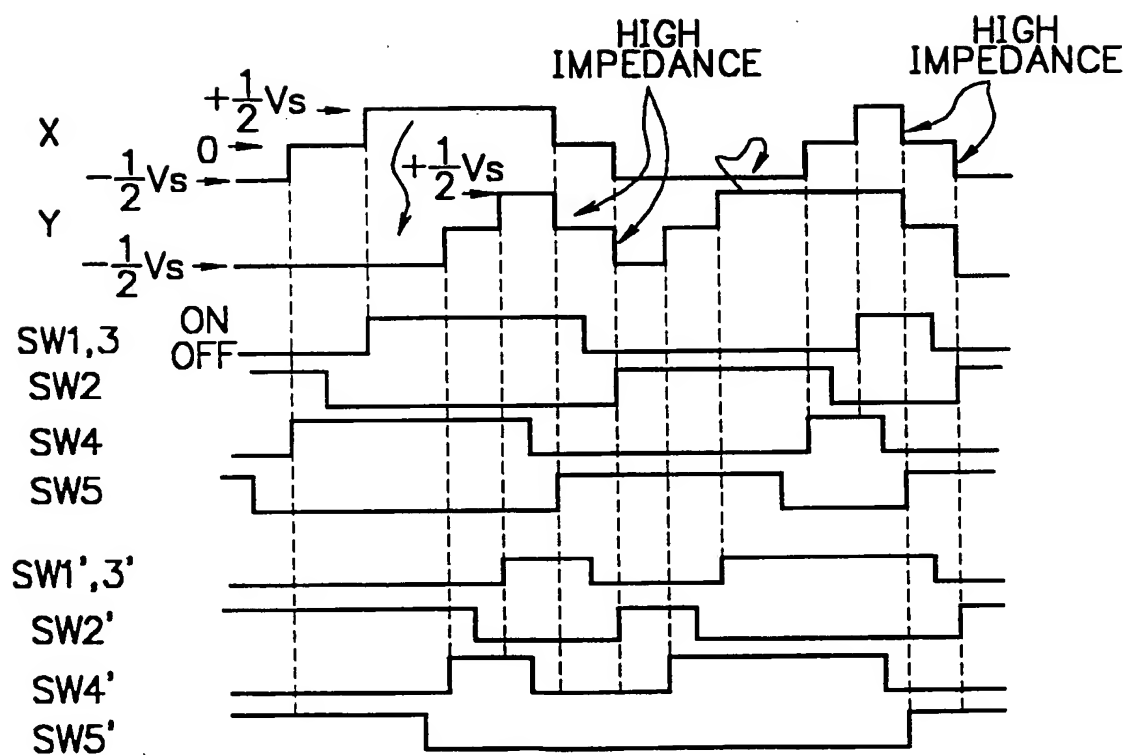 HIGH
IMPEDANCE
HIGH
IMPEDANCE
+1/2Vs
X
0
-1/2Vs
+1/2Vs
Y
-1/2Vs
ON
SW1,3
OFF
SW2
SW4
SW5
SW1',3'
SW2'
SW4'
SW5'